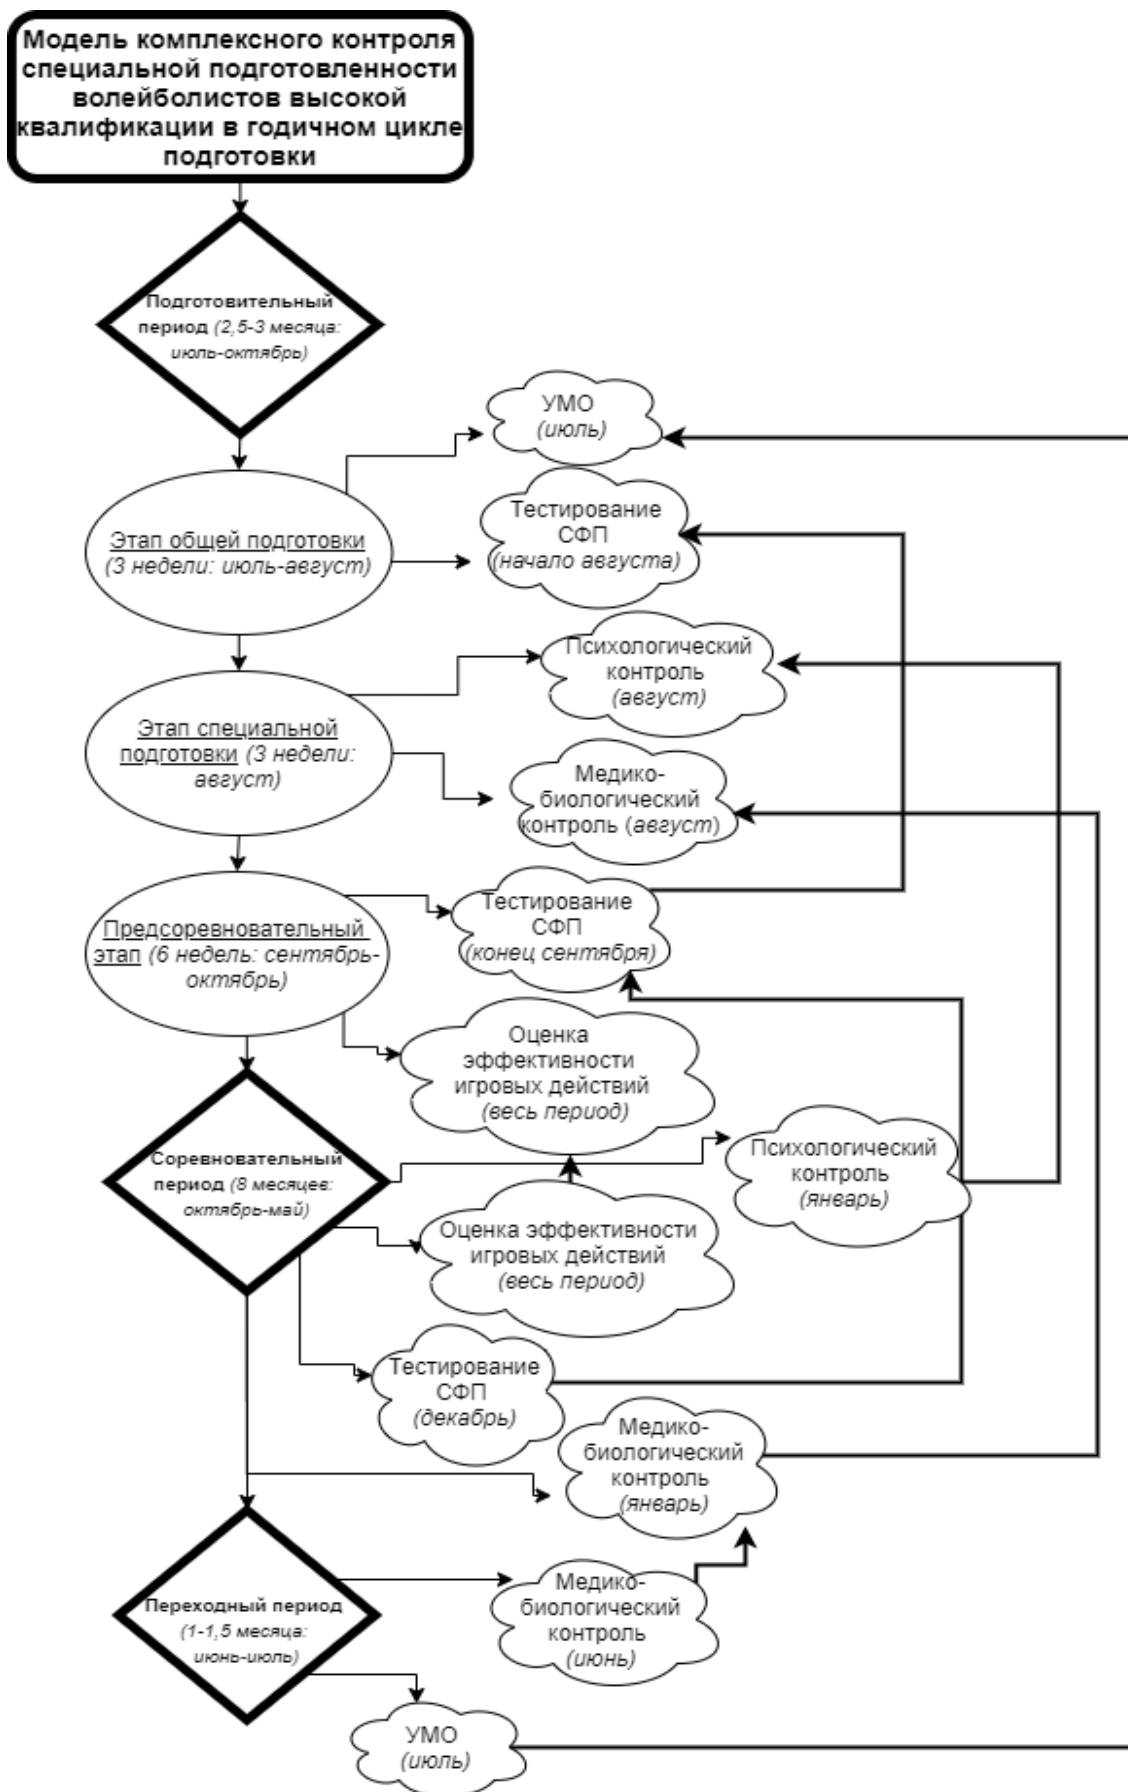 Модель комплексного контроля
специальной подготовленности
волейболистов высокой
квалификации в годичном цикле
подготовки
Подготовительный
период (2,5-3 месяца:
июль-октябрь)
УМО
(июль)
Тестирование
СФП
(начало августа)
Этап общей подготовки
(3 недели: июль-август)
Психологический
контроль
(август)
Этап специальной
подготовки (3 недели:
август)
Медико-
биологический
контроль (август)
Тестирование
СФП
(конец сентября)
Предсоревновательный
этап (6 недель: сентябрь-
октябрь)
Оценка
эффективности
игровых действий
(весь период)
Соревновательный
период (8 месяцев:
октябрь-май)
Психологический
контроль
(январь)
Оценка эффективности
игровых действий
(весь период)
Тестирование
СФП
(декабрь)
Медико-
биологический
контроль
(январь)
Переходный период
(1-1,5 месяца:
июнь-июль)
Медико-
биологический
контроль
(июнь)
УМО
(июль)